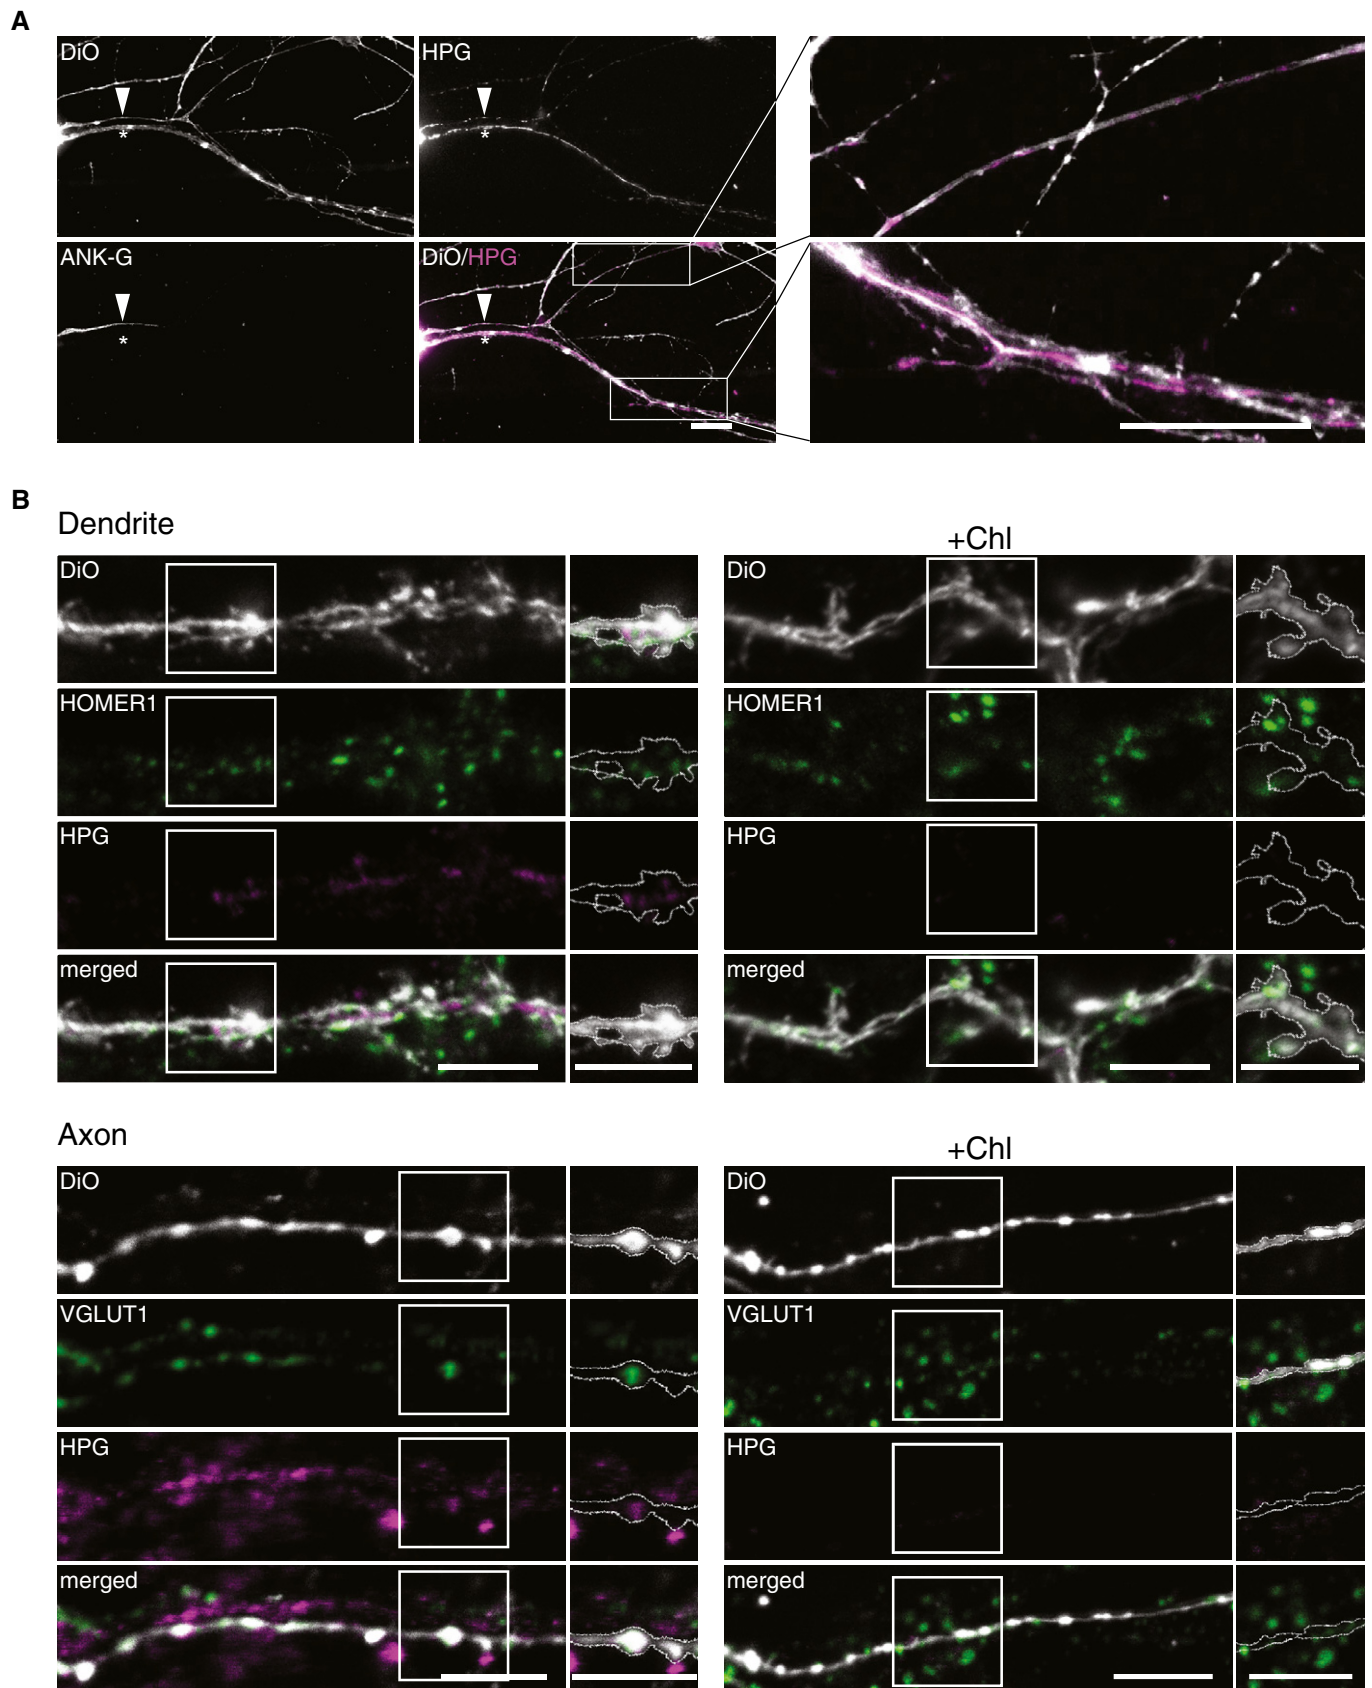 A
DiO
HPG
*
*
ANK-G
DiO/HPG
*
*
B
Dendrite
+Chl
DiO
DiO
HOMER1
HOMER1
HPG
HPG
merged
merged
Axon
+Chl
DiO
DiO
VGLUT1
VGLUT1
HPG
HPG
merged
merged